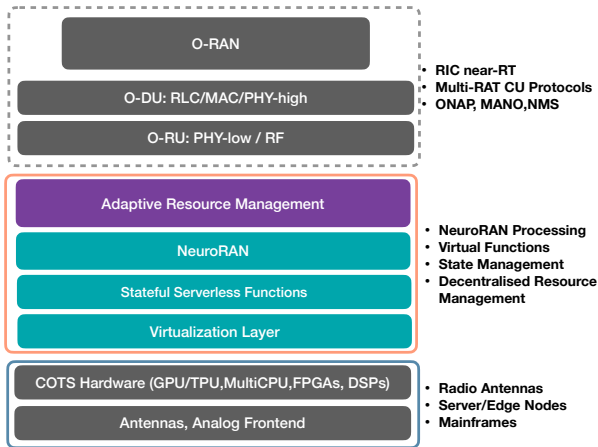 O-RAN
O-DU: RLC/MAC/PHY-high
O-RU: PHY-low / RF
• RIC near-RT
• Multi-RAT CU Protocols
• ONAP, MANO,NMS
Adaptive Resource Management
NeuroRAN
Stateful Serverless Functions
Virtualization Layer
• NeuroRAN Processing
• Virtual Functions
• State Management
• Decentralised Resource
Management
COTS Hardware (GPU/TPU,MultiCPU,FPGAs, DSPs)
Antennas, Analog Frontend
• Radio Antennas
• Server/Edge Nodes
• Mainframes